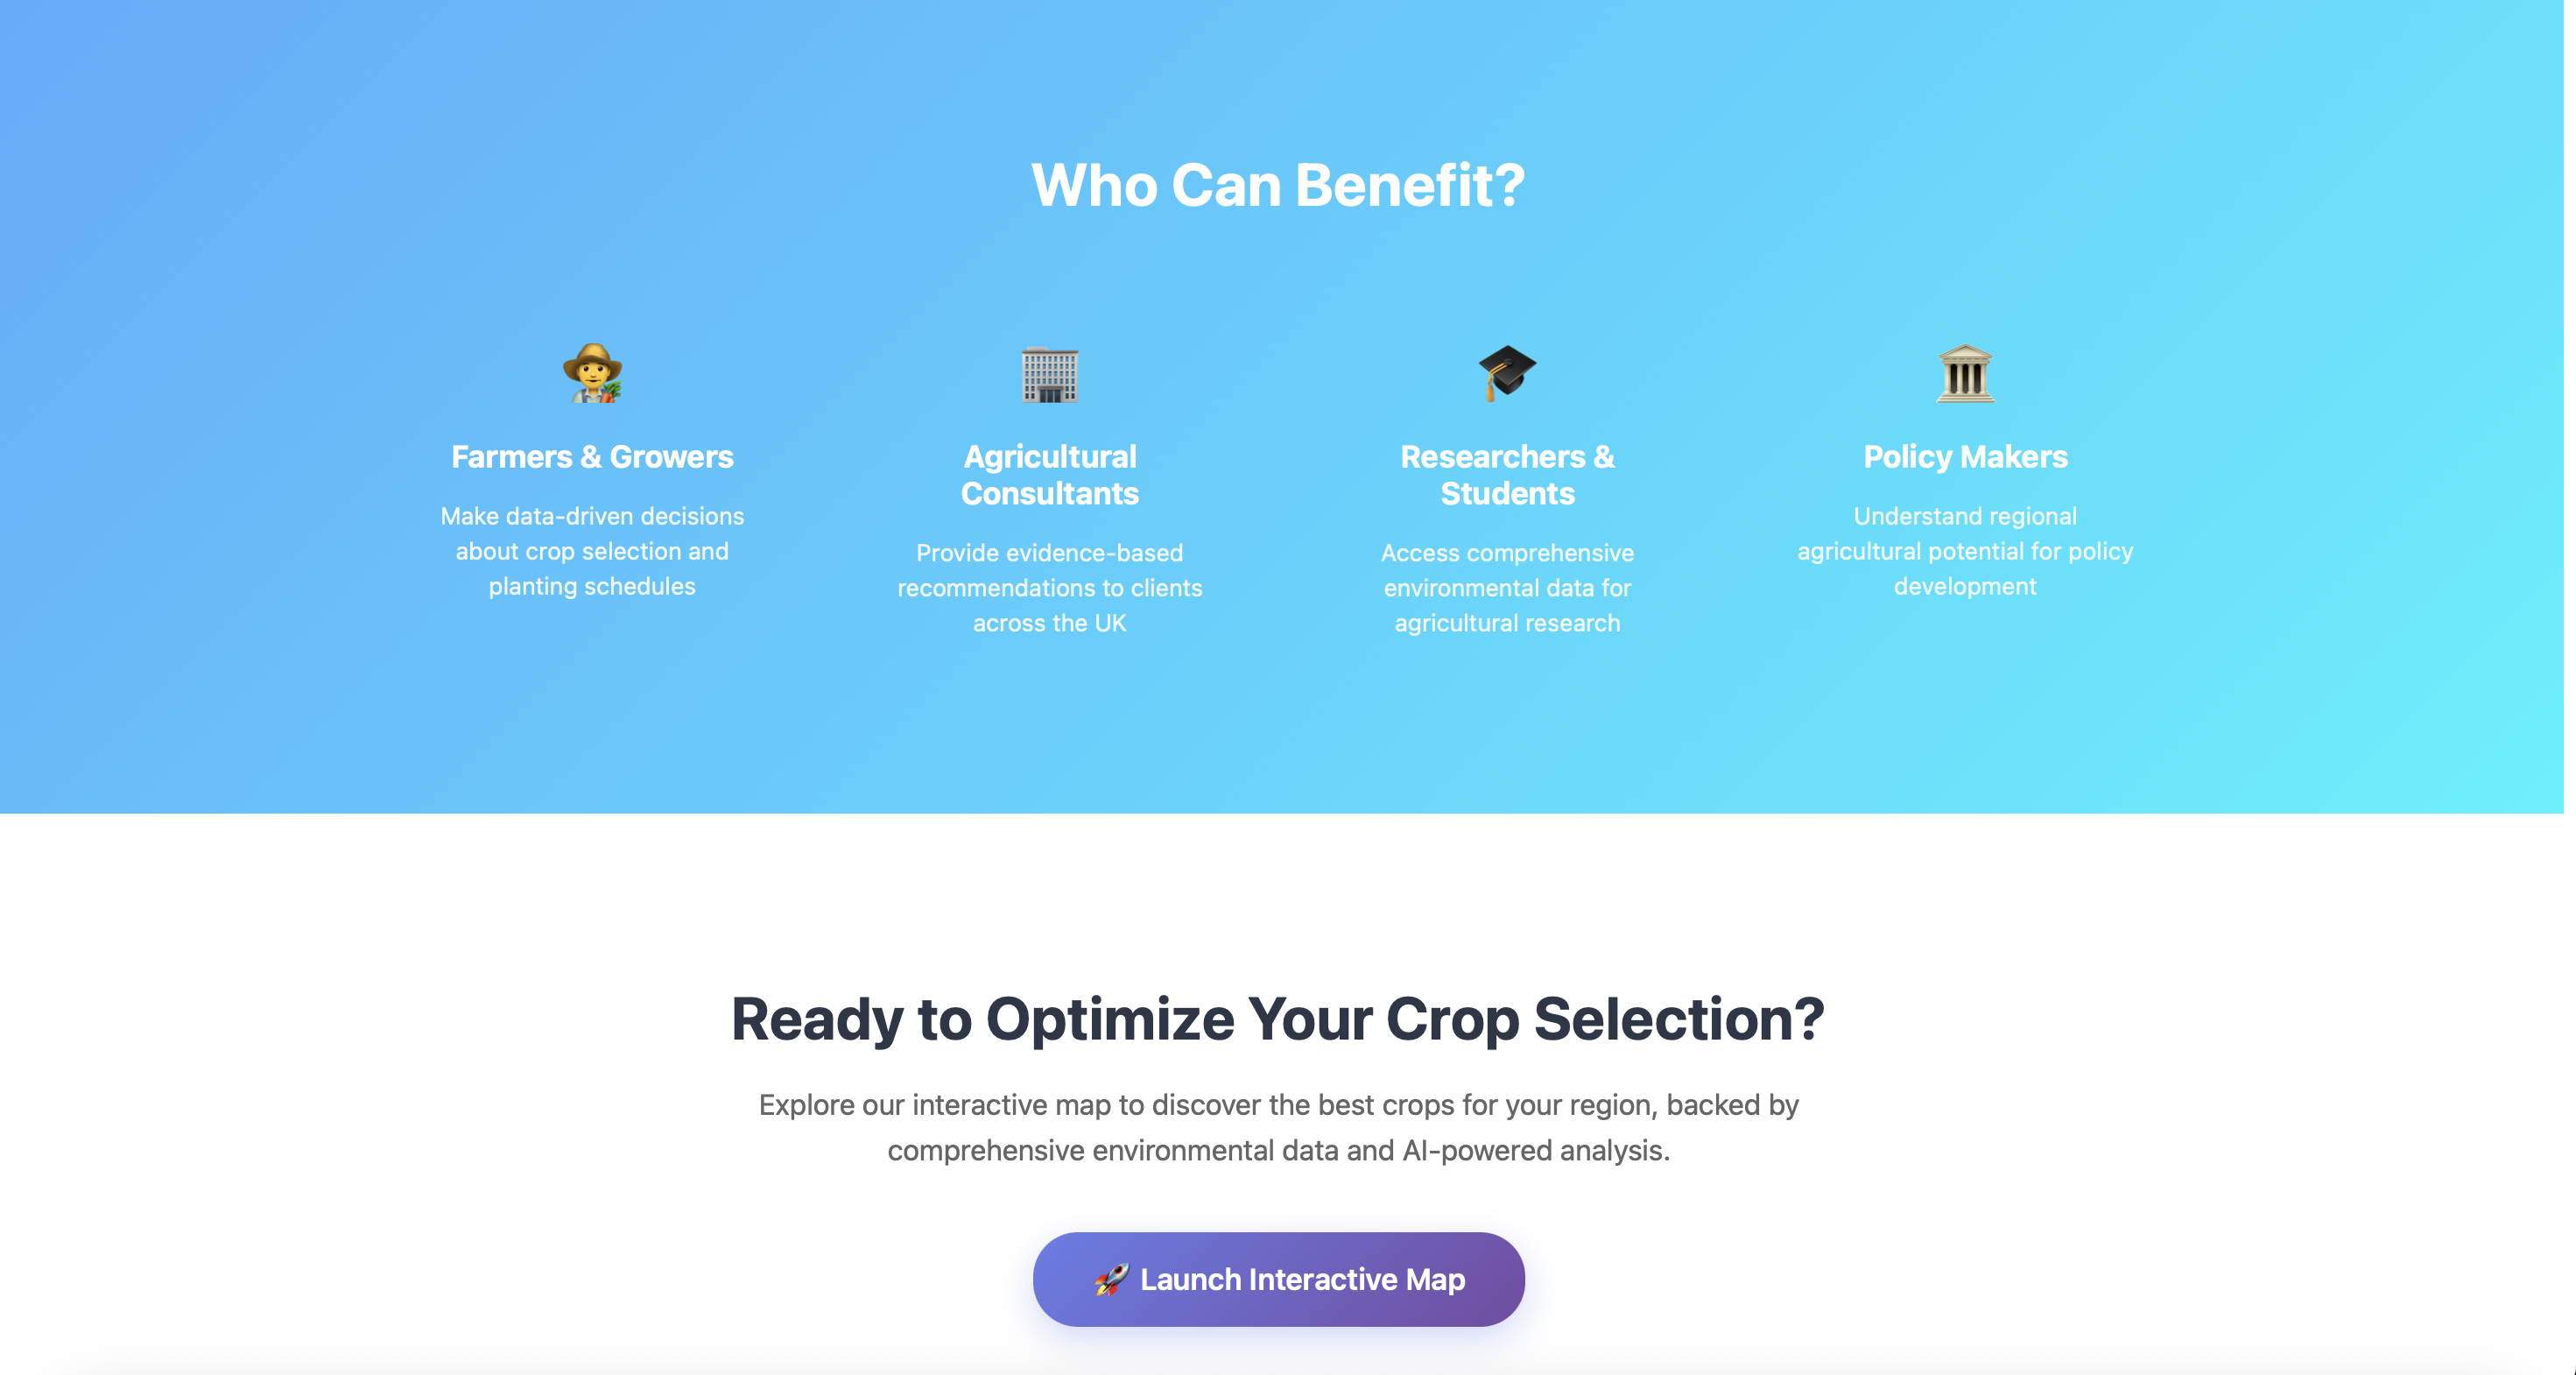 Who Can Benefit?
Farmers & Growers
Make data-driven decisions
about crop selection and
planting schedules
Agricultural
Consultants
Provide evidence-based
recommendations to clients
across the UK
Researchers &
Students
Access comprehensive
environmental data for
agricultural research
Policy Makers
Understand regional
agricultural potential for policy
development
Ready to Optimize Your Crop Selection?
Explore our interactive map to discover the best crops for your region, backed by
comprehensive environmental data and AI-powered analysis.
🚀 Launch Interactive Map